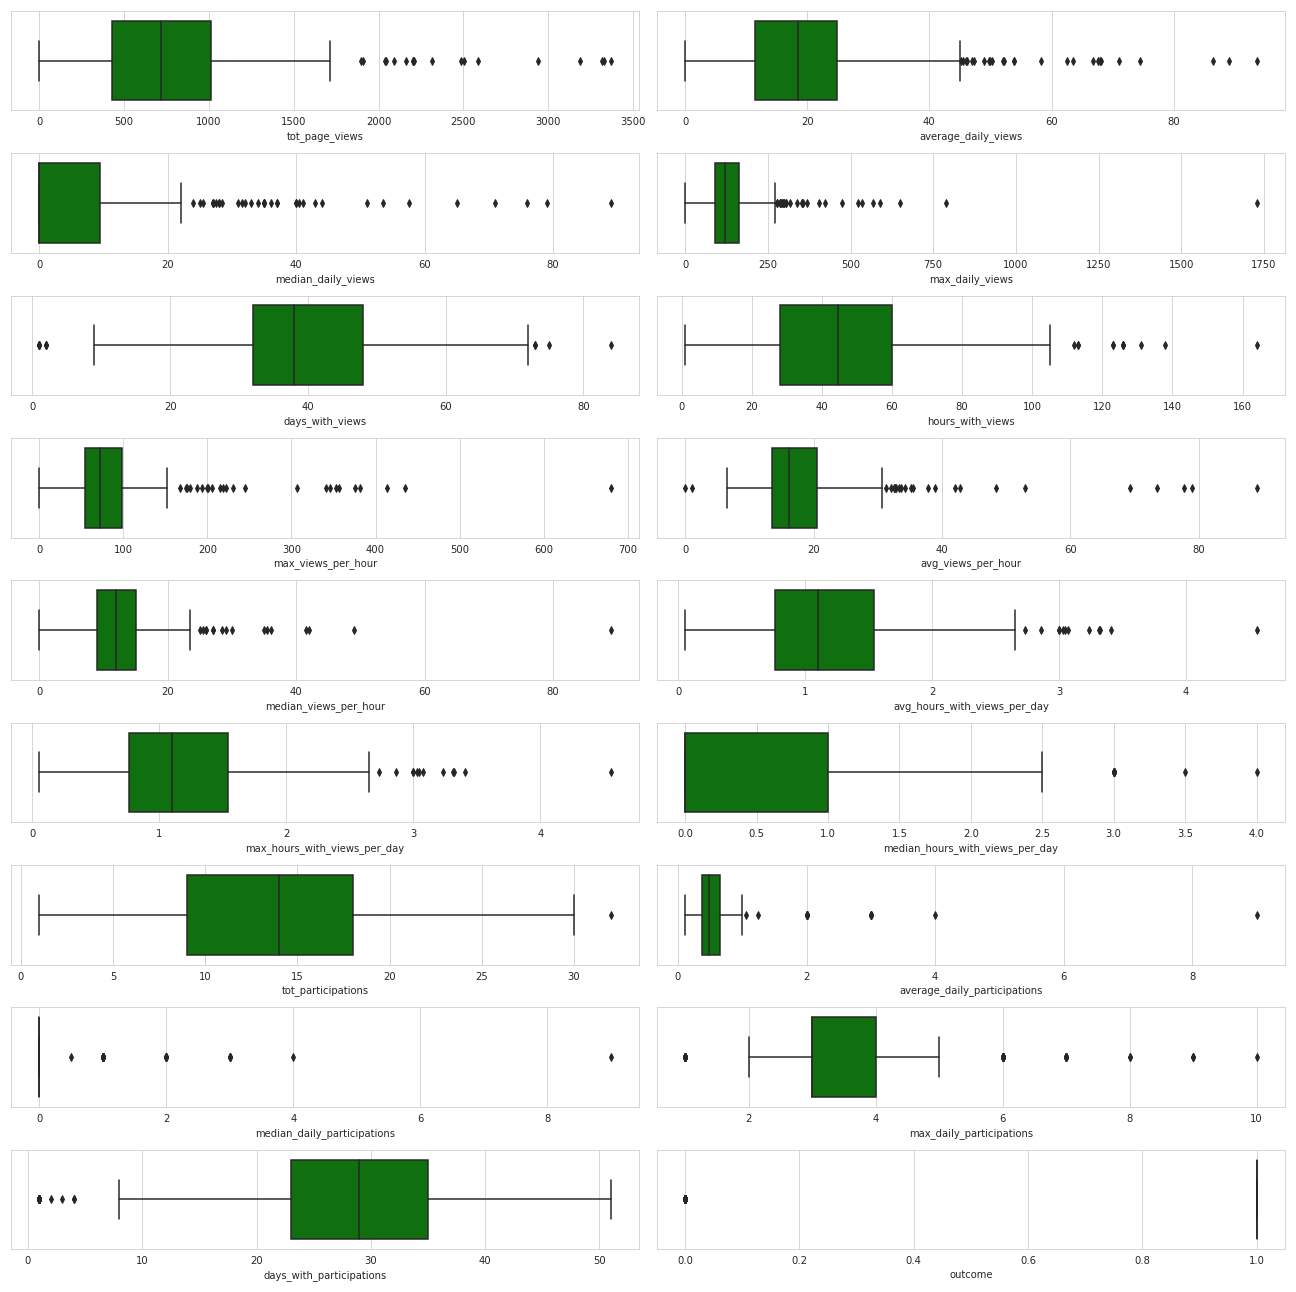 0 500 1000 1500 2000 2500 3000 3500
tot_page_views
0 20 40 60 80
average_daily_views
0 20 40 60 80
median_daily_views
0 250 500 750 1000 1250 1500 1750
max_daily_views
0 20 40 60 80
days_with_views
0 20 40 60 80 100 120 140 160
hours_with_views
0 100 200 300 400 500 600 700
max_views_per_hour
0 20 40 60 80
avg_views_per_hour
0 20 40 60 80
median_views_per_hour
0 1 2 3 4
avg_hours_with_views_per_day
0 1 2 3 4
max_hours_with_views_per_day
0.0 0.5 1.0 1.5 2.0 2.5 3.0 3.5 4.0
median_hours_with_views_per_day
0 5 10 15 20 25 30
tot_participations
0 2 4 6 8
average_daily_participations
0 2 4 6 8
median_daily_participations
2 4 6 8 10
max_daily_participations
0 10 20 30 40 50
days_with_participations
0.0 0.2 0.4 0.6 0.8 1.0
outcome